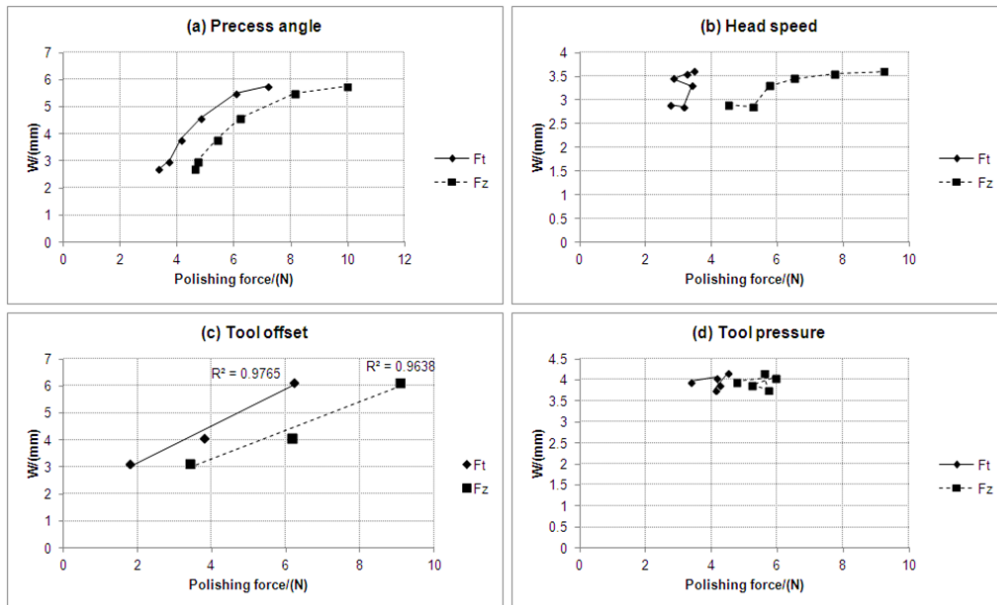 (a) Precess angle
7
6
5
4
3
2
1
0
W/(mm)
0 2 4 6 8 10 12
Polishing force/(N)
Ft
Fz
(b) Head speed
4
3.5
3
2.5
2
1.5
1
0.5
0
W/(mm)
0 2 4 6 8 10
Polishing force/(N)
Ft
Fz
(c) Tool offset
R² = 0.9765
R² = 0.9638
7
6
5
4
3
2
1
0
W/(mm)
0 2 4 6 8 10
Polishing force/(N)
Ft
Fz
(d) Tool pressure
4.5
4
3.5
3
2.5
2
1.5
1
0.5
0
W/(mm)
0 2 4 6 8 10
Polishing force/(N)
Ft
Fz